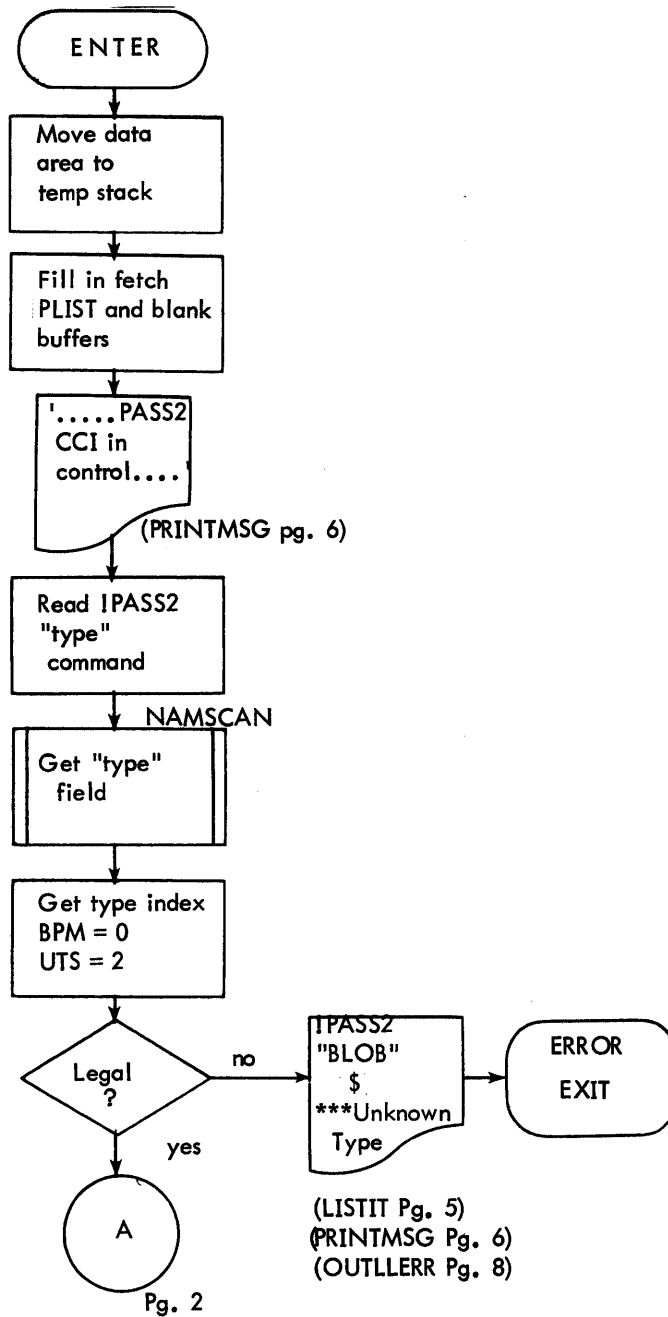 ENTER
Move data
area to
temp stack
Fill in fetch
PLIST and blank
buffers
'.....PASS2
CCI in
control....'
(PRINTMSG pg. 6)
Read !PASS2
"type"
command
NAMSCAN
Get "type"
field
Get type index
BPM = 0
UTS = 2
Legal
?
no
yes
!PASS2
"BLOB"
$
***Unknown
Type
ERROR
EXIT
(LISTIT Pg. 5)
(PRINTMSG Pg. 6)
(OUTLLERR Pg. 8)
A
Pg. 2